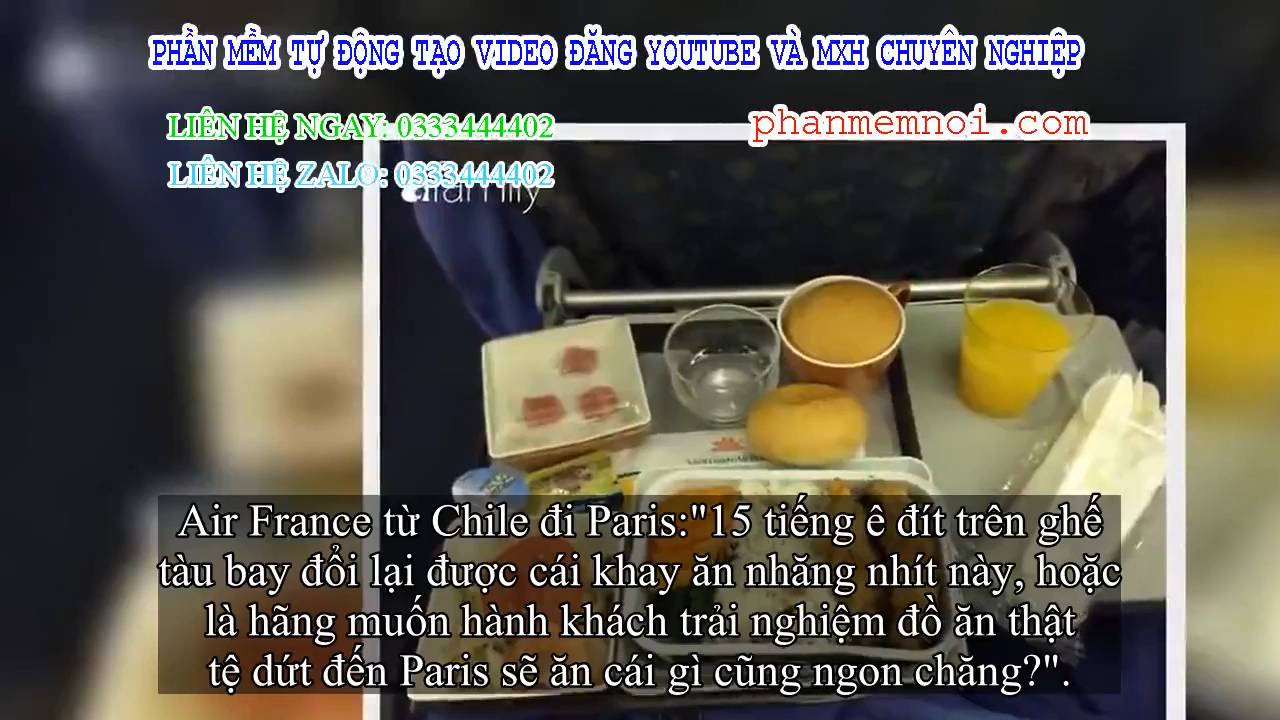 PHẦN MỀM TỰ ĐỘNG TẠO VIDEO ĐĂNG YOUTUBE VÀ MXH CHUYÊN NGHIỆP
LIÊN HỆ NGAY: 0333444402
phanmemnoi.com
LIÊN HỆ ZALO: 0333444402
afamily
Air France từ Chile đi Paris:"15 tiếng ê đít trên ghế
tàu bay đổi lại được cái khay ăn nhăng nhít này, hoặc
là hãng muốn hành khách trải nghiệm đồ ăn thật
tệ dứt đến Paris sẽ ăn cái gì cũng ngon chăng?".